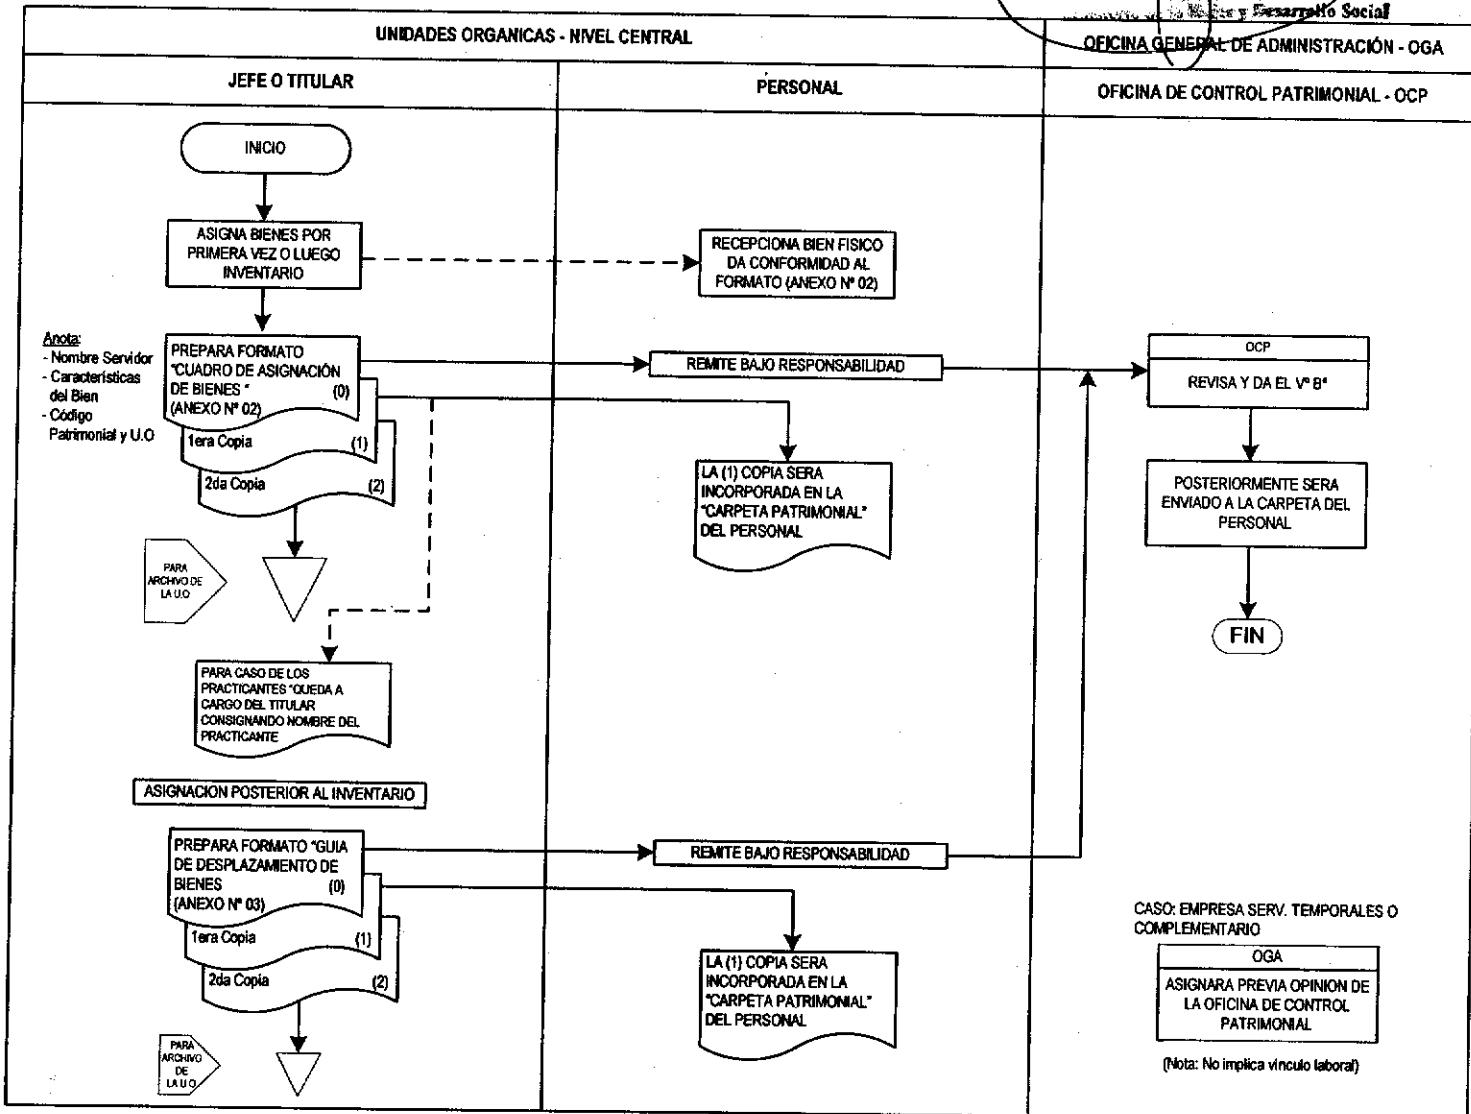 y Desarrollo Social
UNIDADES ORGANICAS - NIVEL CENTRAL
OFICINA GENERAL DE ADMINISTRACIÓN - OGA
JEFE O TITULAR
PERSONAL
OFICINA DE CONTROL PATRIMONIAL - OCP
INICIO
ASIGNA BIENES POR
PRIMERA VEZ O LUEGO
INVENTARIO
RECEPCIONA BIEN FISICO
DA CONFORMIDAD AL
FORMATO (ANEXO Nº 02)
Anota:
- Nombre Servidor
- Características
del Bien
- Código
Patrimonial y U.O
PREPARA FORMATO
"CUADRO DE ASIGNACIÓN
DE BIENES " (0)
(ANEXO Nº 02)
1era Copia (1)
2da Copia (2)
REMITE BAJO RESPONSABILIDAD
OCP
REVISA Y DA EL Vº Bº
LA (1) COPIA SERA
INCORPORADA EN LA
"CARPETA PATRIMONIAL"
DEL PERSONAL
POSTERIORMENTE SERA
ENVIADO A LA CARPETA DEL
PERSONAL
FIN
PARA
ARCHIVO DE
LA U.O
PARA CASO DE LOS
PRACTICANTES "QUEDA A
CARGO DEL TITULAR
CONSIGNANDO NOMBRE DEL
PRACTICANTE
ASIGNACION POSTERIOR AL INVENTARIO
PREPARA FORMATO "GUIA
DE DESPLAZAMIENTO DE
BIENES (0)
(ANEXO Nº 03)
1era Copia (1)
2da Copia (2)
REMITE BAJO RESPONSABILIDAD
LA (1) COPIA SERA
INCORPORADA EN LA
"CARPETA PATRIMONIAL"
DEL PERSONAL
PARA
ARCHIVO
DE
LA U.O
CASO: EMPRESA SERV. TEMPORALES O
COMPLEMENTARIO
OGA
ASIGNARA PREVIA OPINION DE
LA OFICINA DE CONTROL
PATRIMONIAL
(Nota: No implica vinculo laboral)